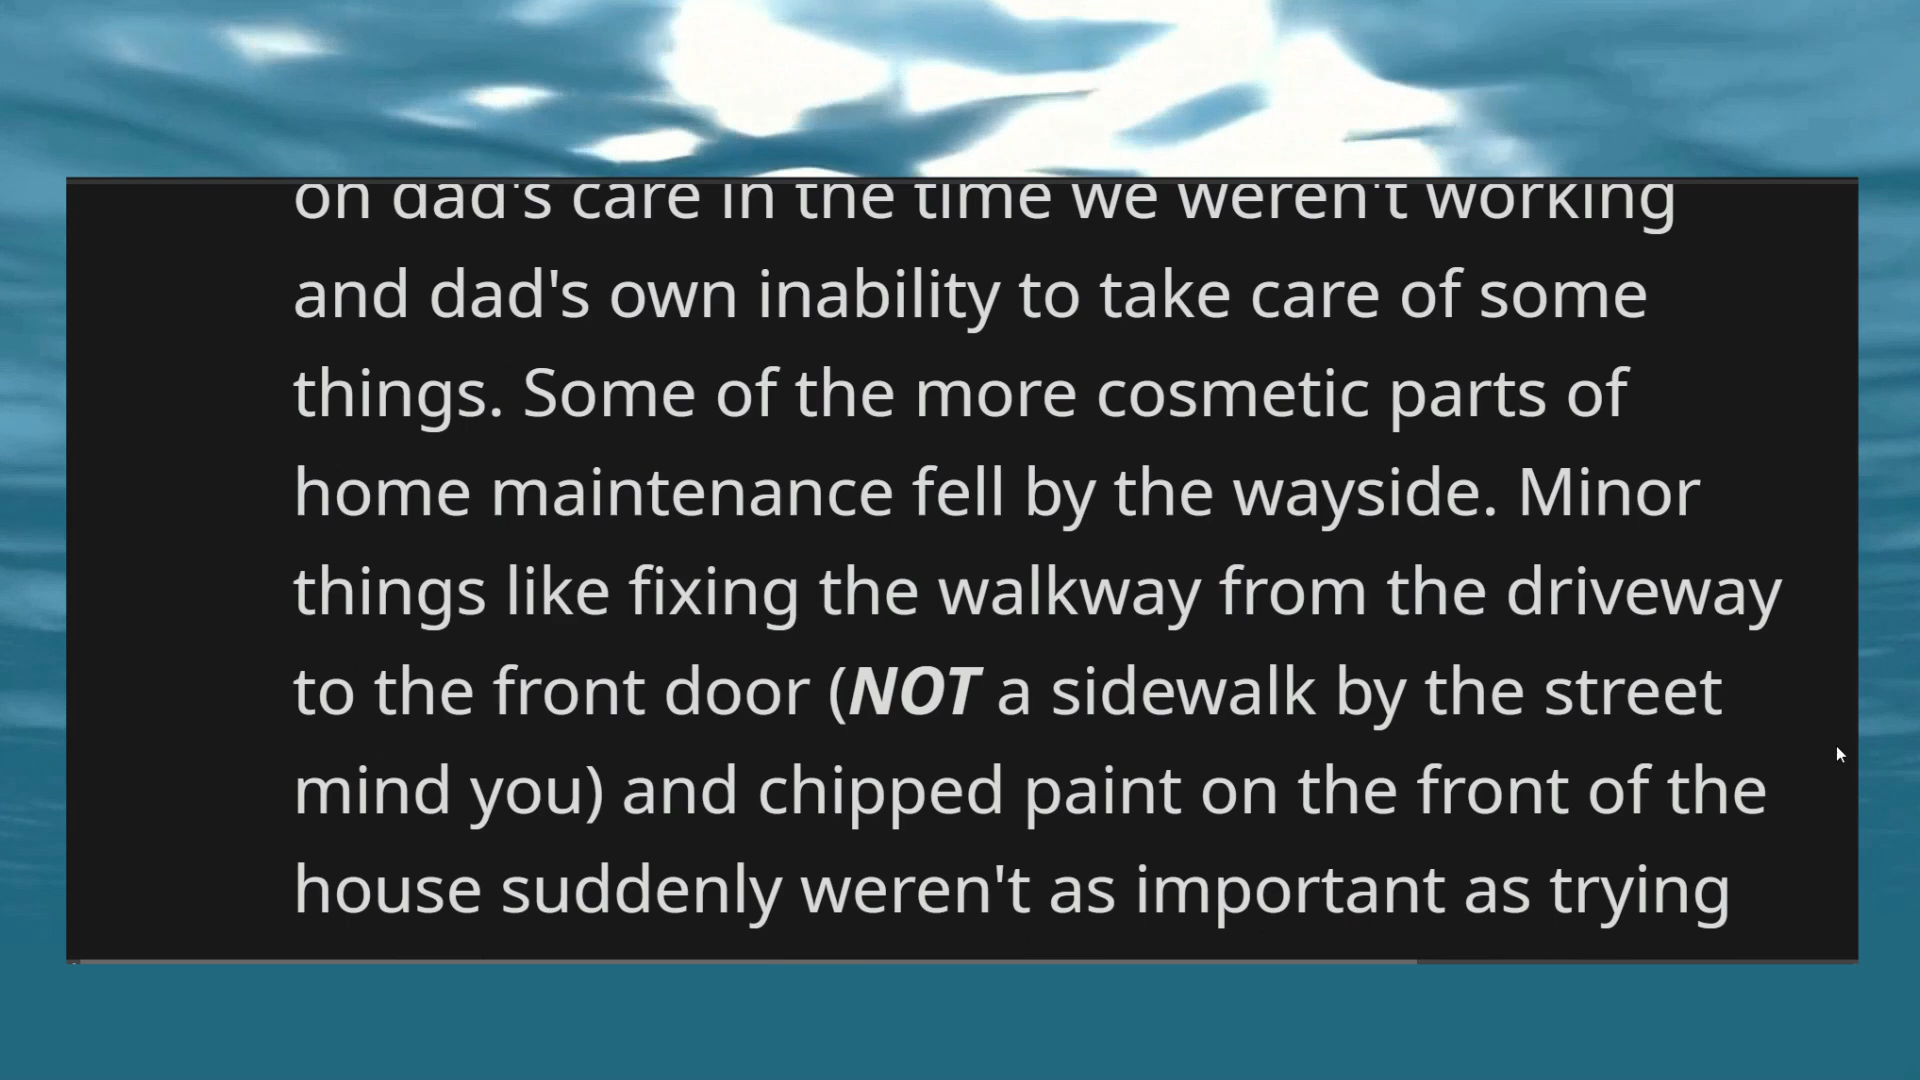 on dad's care in the time we weren't working
and dad's own inability to take care of some
things. Some of the more cosmetic parts of
home maintenance fell by the wayside. Minor
things like fixing the walkway from the driveway
to the front door (NOT a sidewalk by the street
mind you) and chipped paint on the front of the
house suddenly weren't as important as trying